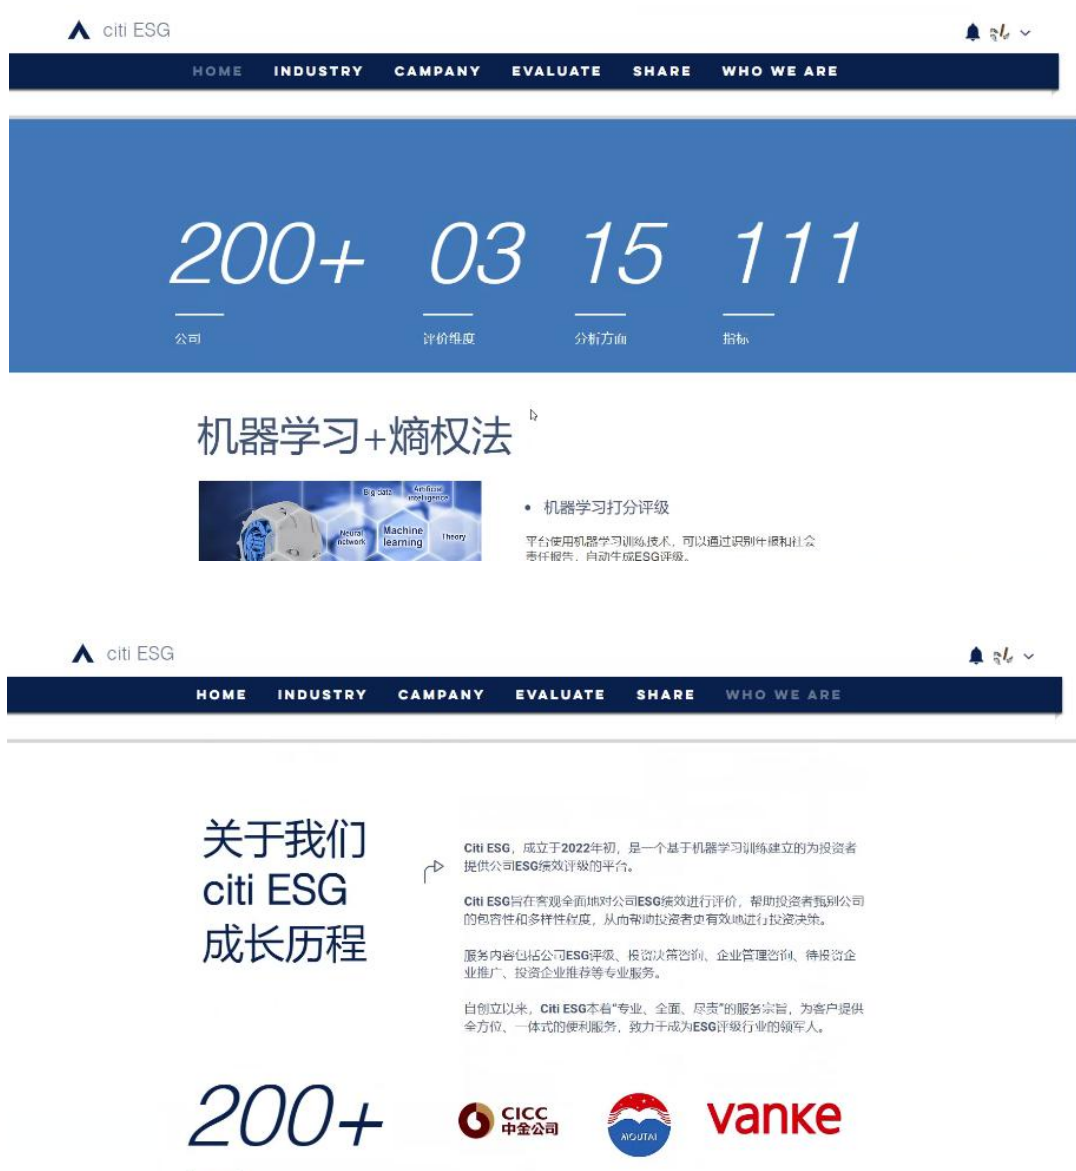 citi ESG
HOME INDUSTRY CAMPANY EVALUATE SHARE WHO WE ARE
200+ 03 15 111
公司 评价维度 分析方面 指标
机器学习+熵权法
Big data Artificial intelligence
Neural network Machine learning Theory
• 机器学习打分评级
平台使用机器学习训练技术，可以通过识别年报和社会
责任报告，自动生成ESG评级。
citi ESG
HOME INDUSTRY CAMPANY EVALUATE SHARE WHO WE ARE
关于我们
citi ESG
成长历程
Citi ESG，成立于2022年初，是一个基于机器学习训练建立的为投资者
提供公司ESG绩效评级的平台。
Citi ESG旨在客观全面地对公司ESG绩效进行评价，帮助投资者甄别公司
的包容性和多样性程度，从而帮助投资者更有效地进行投资决策。
服务内容包括公司ESG评级、投资决策咨询、企业管理咨询、待投资企
业推广、投资企业推荐等专业服务。
自创立以来，Citi ESG本着“专业、全面、尽责”的服务宗旨，为客户提供
全方位、一体式的便利服务，致力于成为ESG评级行业的领军人。
200+
CICC
中金公司
MOUTAI
vanke